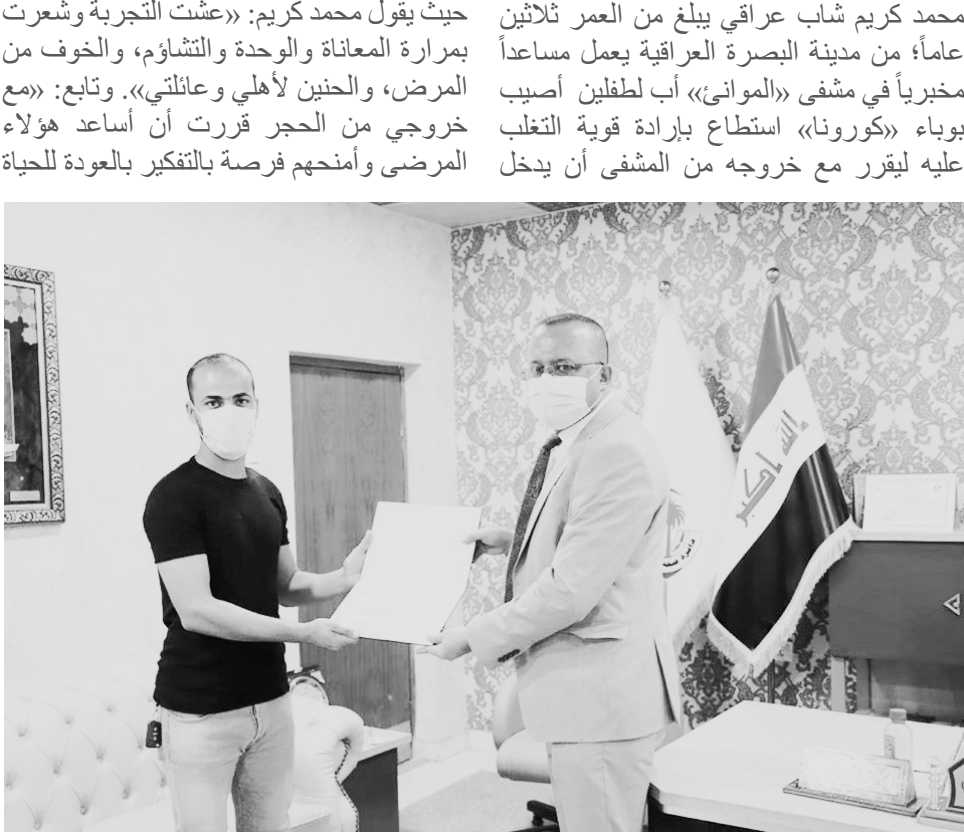 محمد كريم شاب عراقي يبلغ من العمر ثلاثين
عاماً؛ من مدينة البصرة العراقية يعمل مساعداً
مخبرياً في مشفى «الموانئ» أب لطفلين أصيب
بوباء «كورونا» استطاع بإرادة قوية التغلب
عليه ليقرر مع خروجه من المشفى أن يدخل
حيث يقول محمد كريم: «عشت التجربة وشعرت
بمرارة المعاناة والوحدة والتشاؤم، والخوف من
المرض، والحنين لأهلي وعائلتي». وتابع: «مع
خروجي من الحجر قررت أن أساعد هؤلاء
المرضى وأمنحهم فرصة بالتفكير بالعودة للحياة
الله اكبر